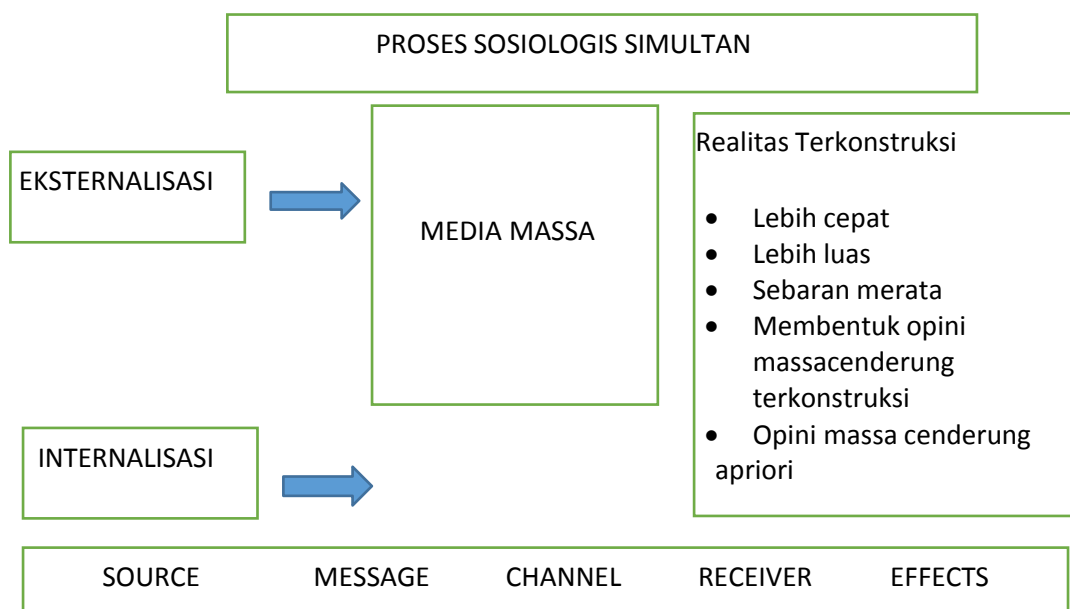 PROSES SOSIOLOGIS SIMULTAN
EKSTERNALISASI
MEDIA MASSA
INTERNALISASI
Realitas Terkonstruksi
• Lebih cepat
• Lebih luas
• Sebaran merata
• Membentuk opini
massacenderung
terkonstruksi
• Opini massa cenderung
apriori
SOURCE MESSAGE CHANNEL RECEIVER EFFECTS